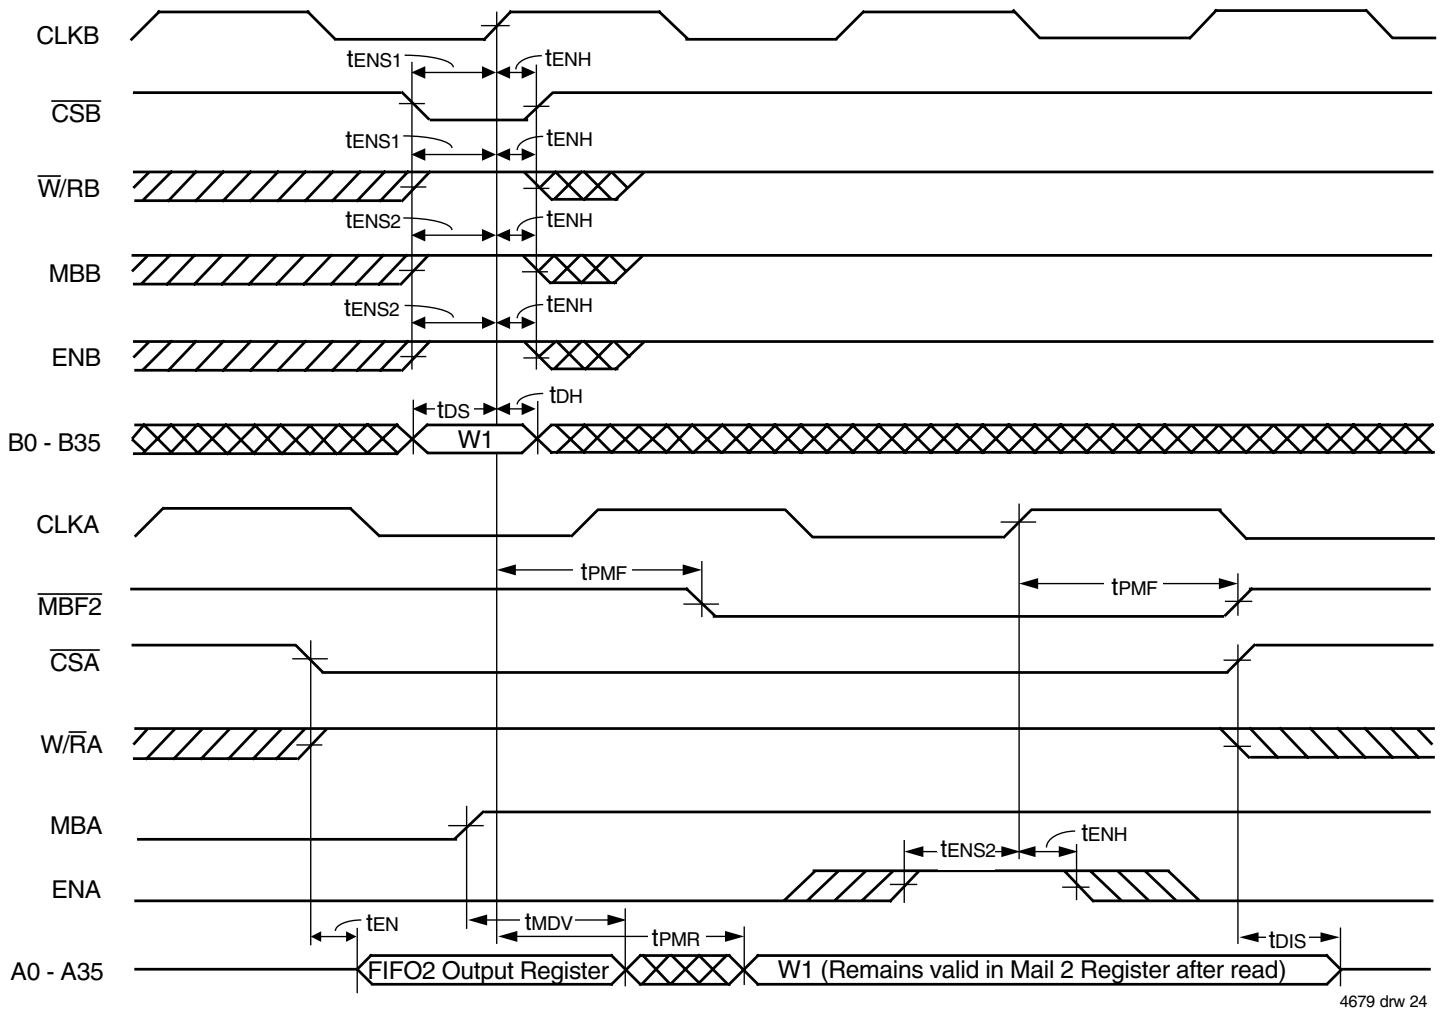 CLKB
tENS1 tENH
CSB
tENS1 tENH
W/RB
tENS2 tENH
MBB
tENS2 tENH
ENB
tDS tDH
B0 - B35 W1
CLKA
tPMF tPMF
MBF2
CSA
W/RA
MBA
tENS2 tENH
ENA
tEN tMDV tPMR tDIS
A0 - A35 FIFO2 Output Register W1 (Remains valid in Mail 2 Register after read)
4679 drw 24